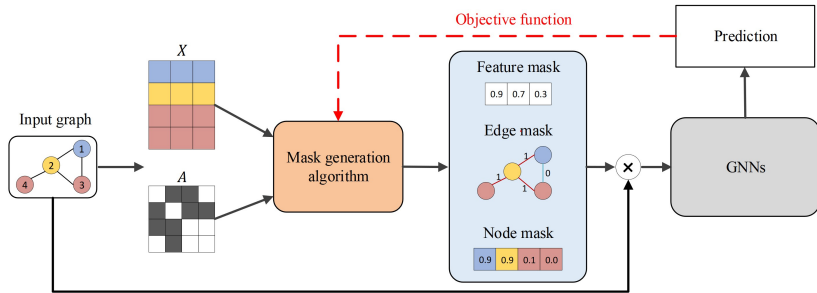 Objective function
Prediction
X
Feature mask
0.9 0.7 0.3
Input graph
1
2
4
3
Edge mask
1
0
1
1
Mask generation
algorithm
×
GNNs
A
Node mask
0.9 0.9 0.1 0.0